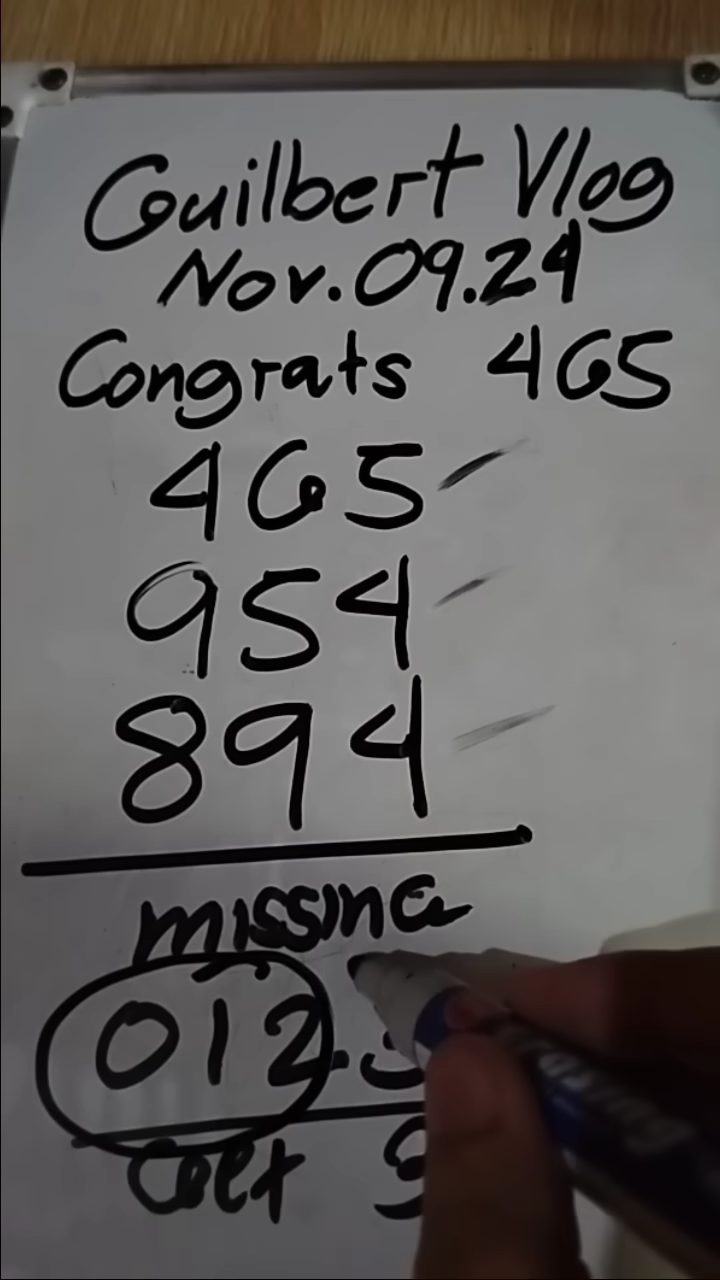 Guilbert Vlog
Nov.09.24
Congrats 465
465
954
894
missing
012.